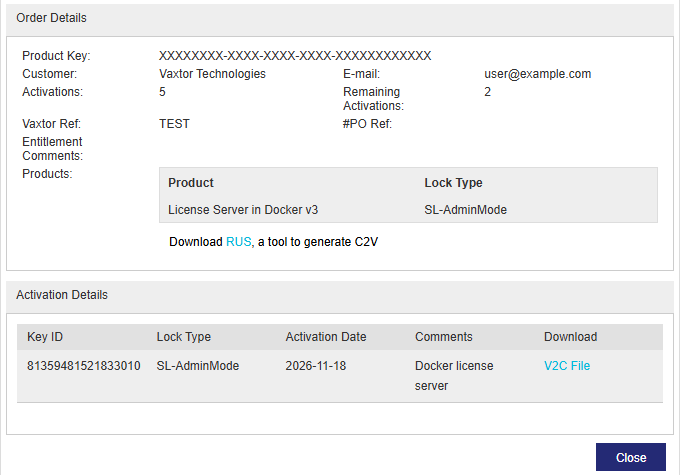 Order Details
Product Key: XXXXXXXX-XXXX-XXXX-XXXX-XXXXXXXXXXXX
Customer: Vaxtor Technologies E-mail: user@example.com
Activations: 5 Remaining Activations: 2
Vaxtor Ref: TEST #PO Ref:
Entitlement Comments:
Products:
Product Lock Type
License Server in Docker v3 SL-AdminMode
Download RUS, a tool to generate C2V
Activation Details
Key ID Lock Type Activation Date Comments Download
81359481521833010 SL-AdminMode 2026-11-18 Docker license server V2C File
Close